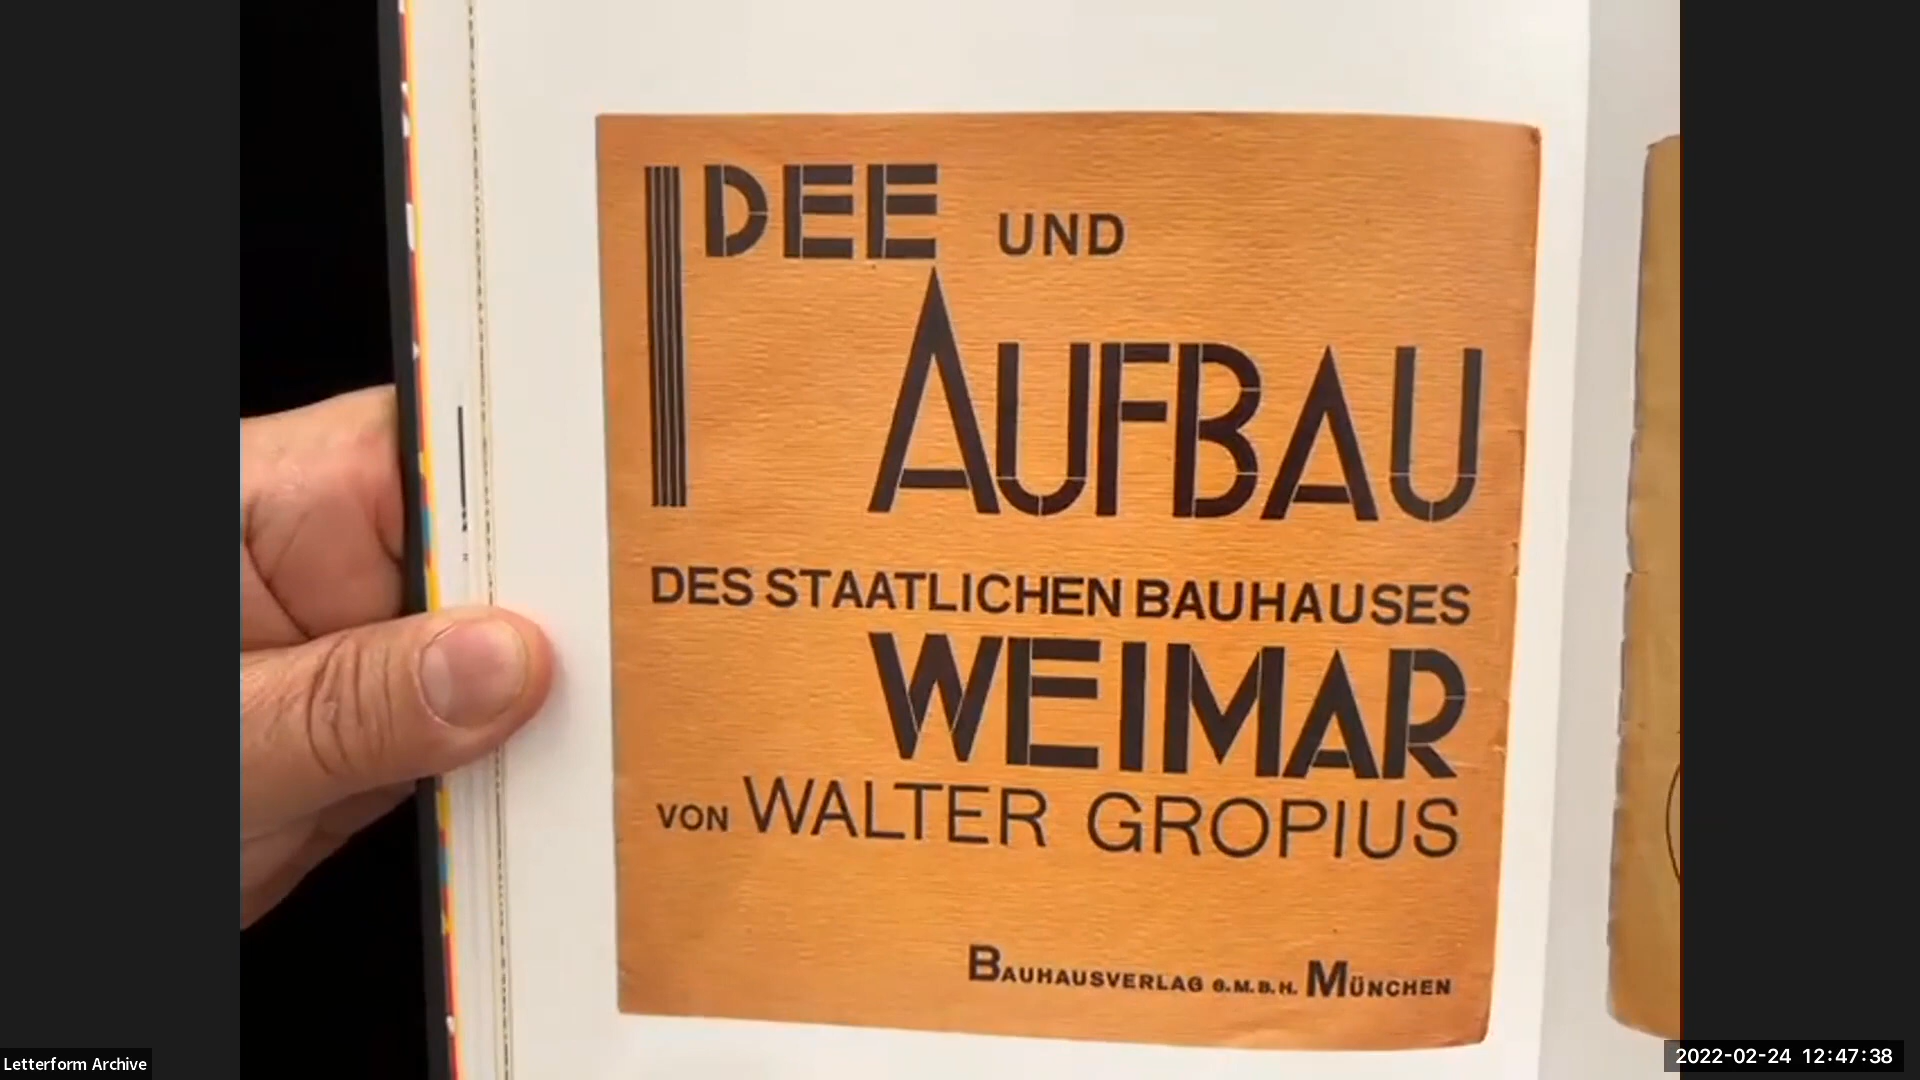 IDEE UND
AUFBAU
DES STAATLICHEN BAUHAUSES
WEIMAR
VON WALTER GROPIUS
BAUHAUSVERLAG G.M.B.H. MÜNCHEN
Letterform Archive
2022-02-24 12:47:38